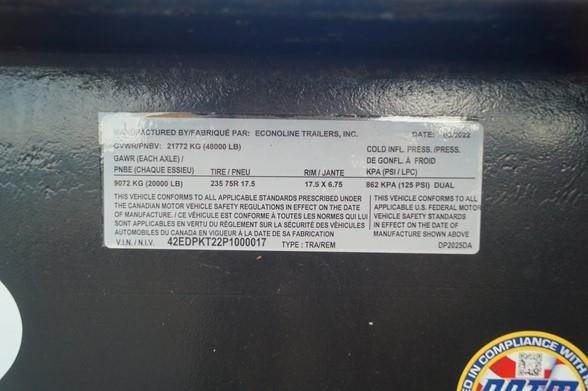 MANUFACTURED BY/FABRIQUÉ PAR: ECONOLINE TRAILERS, INC. DATE: 03/2022
GVWR/PNBV: 21772 KG (48000 LB) COLD INFL. PRESS. /PRESS.
GAWR (EACH AXLE)/ DE GONFL. À FROID
PNBE (CHAQUE ESSIEU) TIRE / PNEU RIM / JANTE KPA (PSI / LPC)
9072 KG (20000 LB) 235 75R 17.5 17.5 X 6.75 862 KPA (125 PSI) DUAL
THIS VEHICLE CONFORMS TO ALL APPLICABLE STANDARDS PRESCRIBED UNDER
THE CANADIAN MOTOR VEHICLE SAFETY REGULATIONS IN EFFECT ON THE DATE
OF MANUFACTURE. / CE VÉHICULE EST CONFORME À TOUTES LES NORMES QUI LUI SONT
APPLICABLES EN VERTU DU RÈGLEMENT SUR LA SÉCURITÉ DES VÉHICULES
AUTOMOBILES DU CANADA EN VIGUEUR À LA DATE DE SA FABRICATION
THIS VEHICLE CONFORMS TO ALL
APPLICABLE U.S. FEDERAL MOTOR
VEHICLE SAFETY STANDARDS IN
EFFECT ON THE DATE OF
MANUFACTURE
V.I.N. / N.I.V. 42EDPKT22P1000017 TYPE : TRA/REM DP2025DA
IN COMPLIANCE WITH